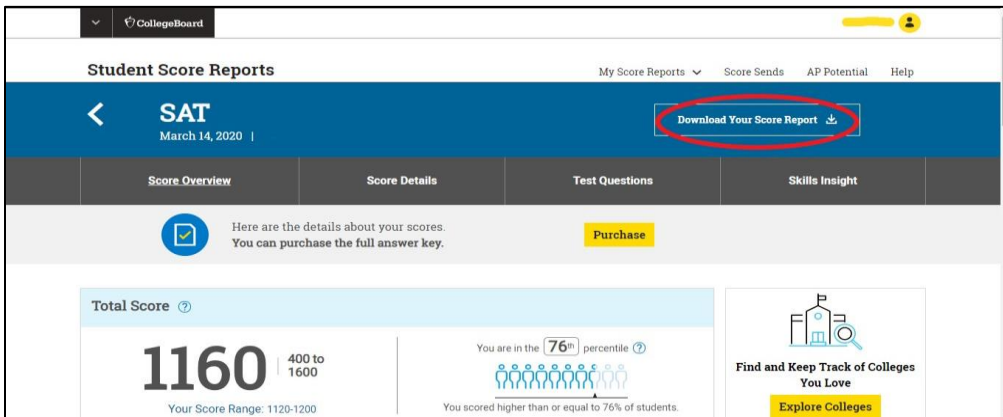 CollegeBoard
Student Score Reports
My Score Reports Score Sends AP Potential Help
SAT
March 14, 2020 |
Download Your Score Report
Score Overview Score Details Test Questions Skills Insight
Here are the details about your scores.
You can purchase the full answer key.
Purchase
Total Score ?
1160
400 to
1600
Your Score Range: 1120-1200
You are in the 76th percentile ?
You scored higher than or equal to 76% of students.
Find and Keep Track of Colleges
You Love
Explore Colleges